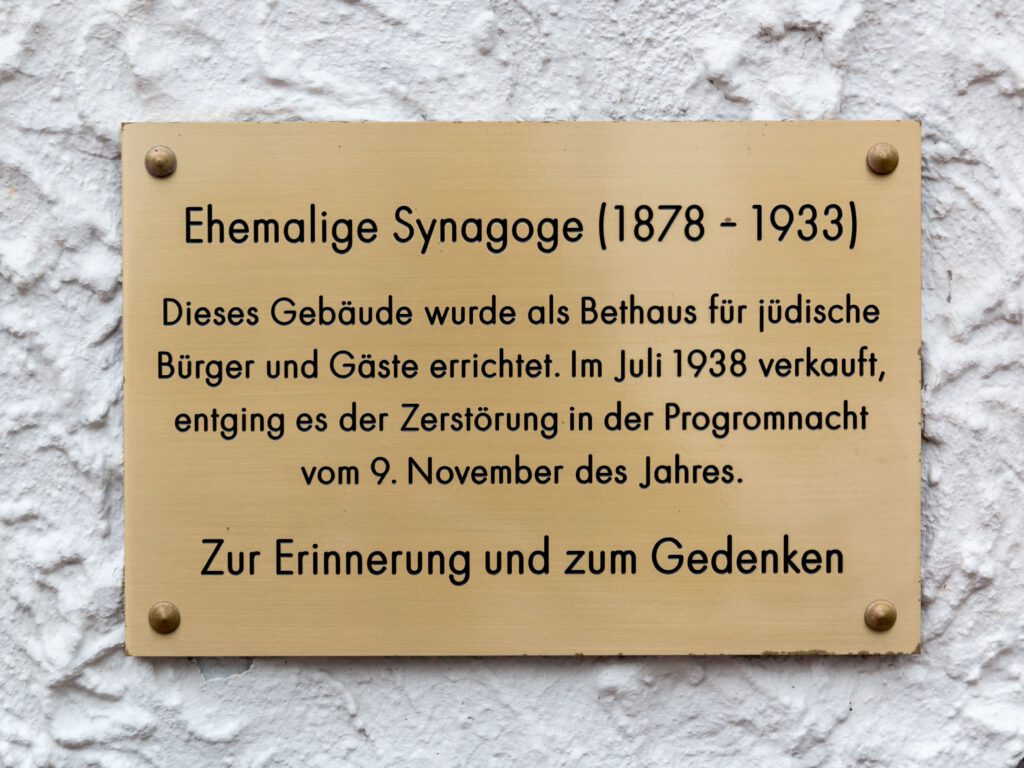 Ehemalige Synagoge (1878 - 1933)
Dieses Gebäude wurde als Bethaus für jüdische
Bürger und Gäste errichtet. Im Juli 1938 verkauft,
entging es der Zerstörung in der Progromnacht
vom 9. November des Jahres.
Zur Erinnerung und zum Gedenken